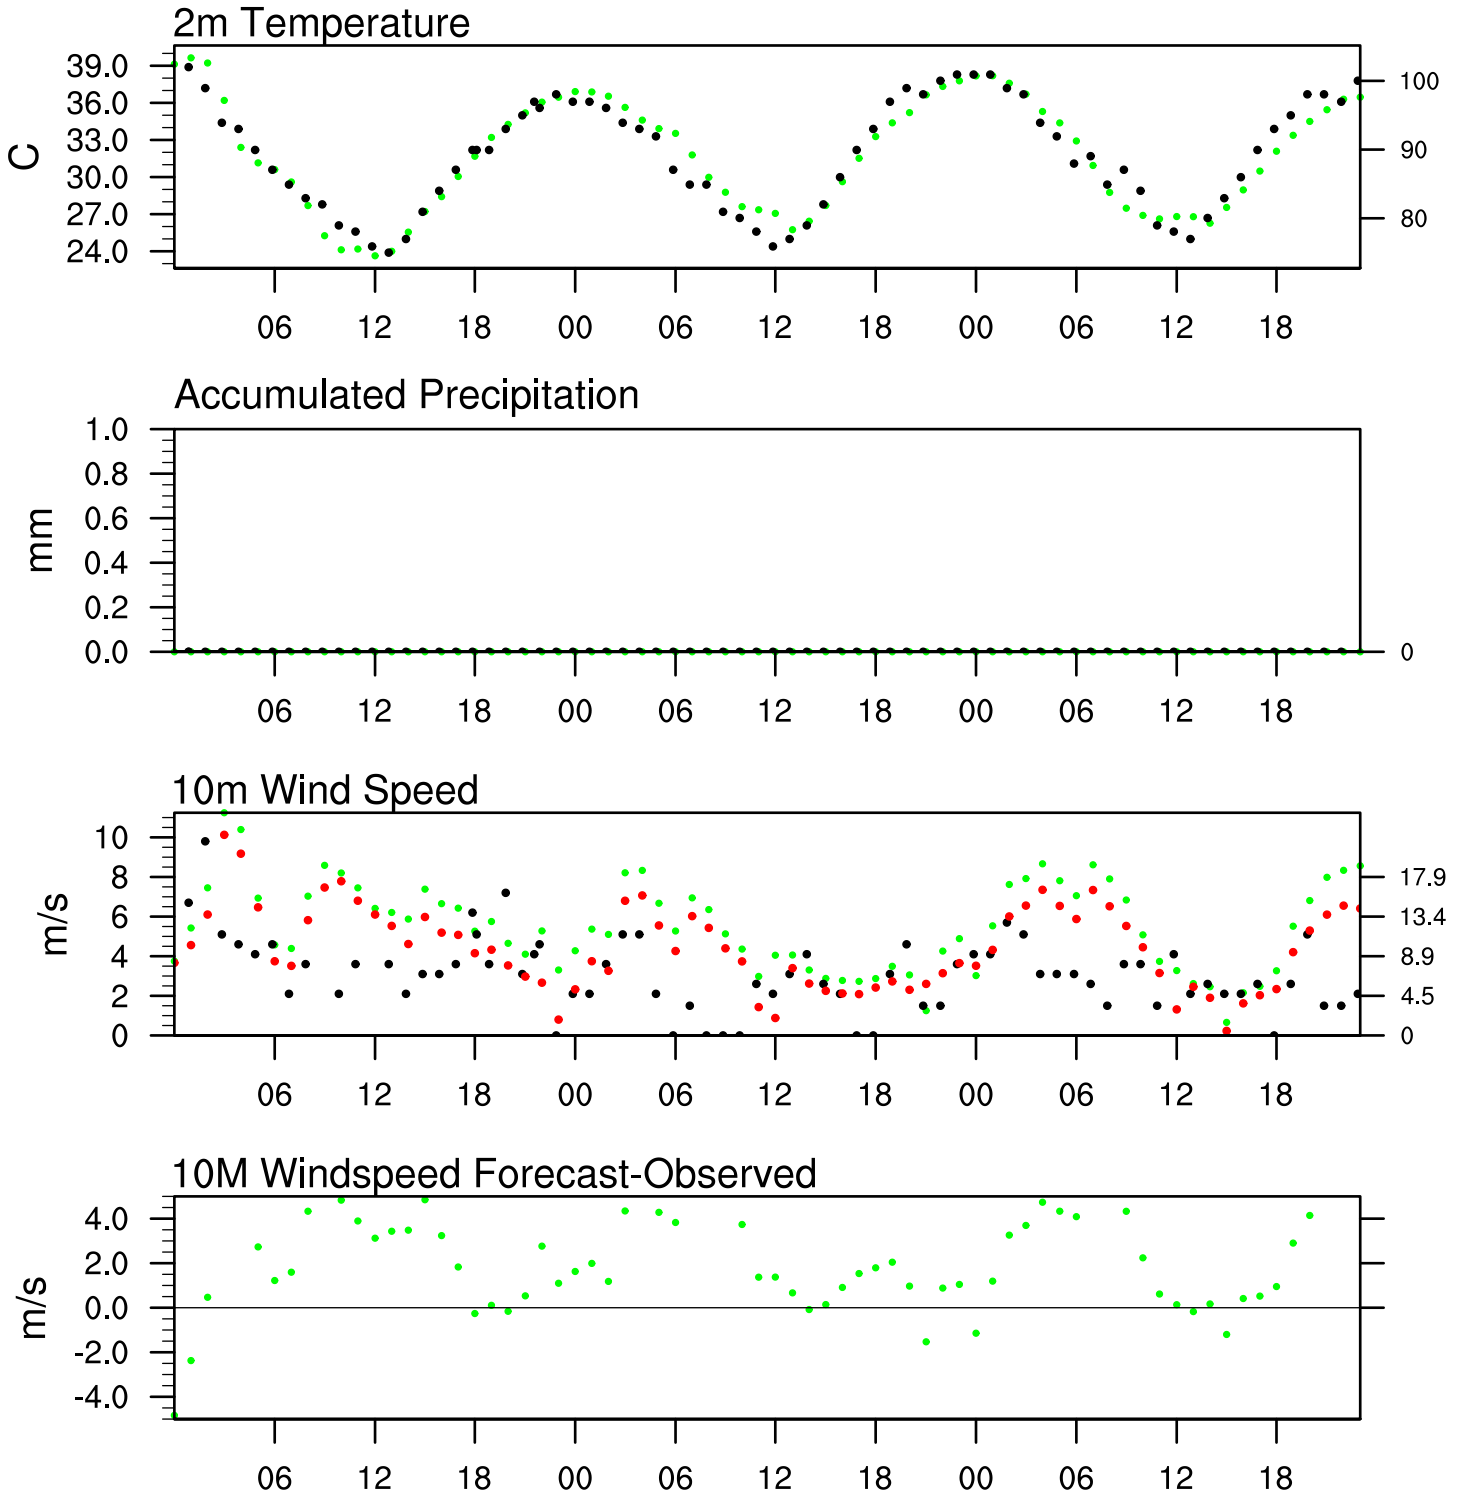 2m Temperature
39.0
36.0
33.0
30.0
27.0
24.0
C
100
90
80
06 12 18 00 06 12 18 00 06 12 18
Accumulated Precipitation
1.0
0.8
0.6
0.4
0.2
0.0
mm
0
06 12 18 00 06 12 18 00 06 12 18
10m Wind Speed
10
8
6
4
2
0
m/s
17.9
13.4
8.9
4.5
0
06 12 18 00 06 12 18 00 06 12 18
10M Windspeed Forecast-Observed
4.0
2.0
0.0
-2.0
-4.0
m/s
06 12 18 00 06 12 18 00 06 12 18